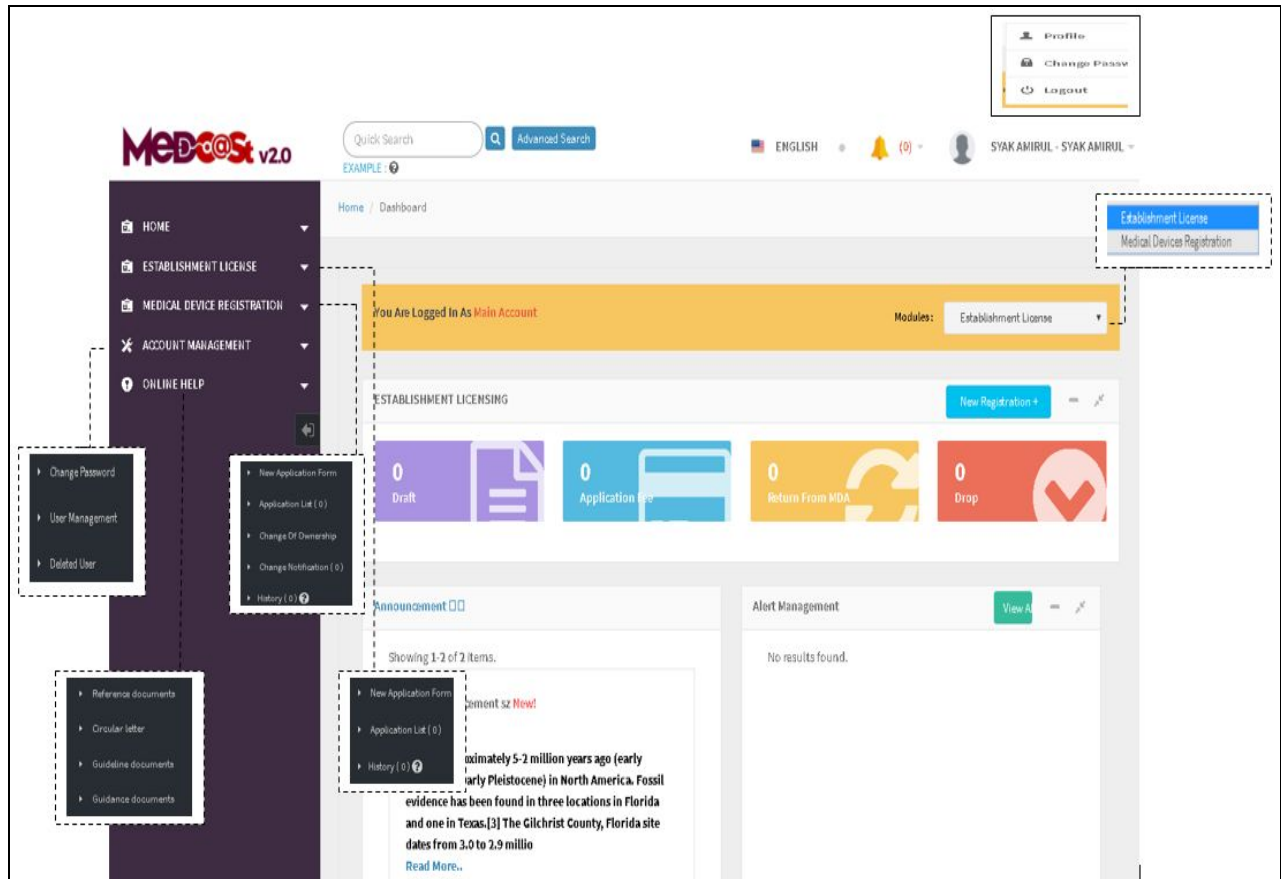 Profile
Change Passw
Logout
MeDC@St v2.0
Quick Search
Advanced Search
EXAMPLE :
ENGLISH
(0)
SYAK AMIRUL - SYAK AMIRUL
Home / Dashboard
Establishment License
Medical Devices Registration
HOME
ESTABLISHMENT LICENSE
MEDICAL DEVICE REGISTRATION
ACCOUNT MANAGEMENT
ONLINE HELP
You Are Logged In As Main Account
Modules :
Establishment License
ESTABLISHMENT LICENSING
New Registration +
0
Draft
0
Application Fee
0
Return From MDA
0
Drop
Change Password
User Management
Deleted User
New Application Form
Application List ( 0 )
Change Of Ownership
Change Notification ( 0 )
History ( 0 )
Reference documents
Circular letter
Guideline documents
Guidance documents
New Application Form
Application List ( 0 )
History ( 0 )
Announcement
Showing 1-2 of 2 items.
cement sz New!
oximately 5-2 million years ago (early
arly Pleistocene) in North America. Fossil
evidence has been found in three locations in Florida
and one in Texas.[3] The Gilchrist County, Florida site
dates from 3.0 to 2.9 millio
Read More..
Alert Management
View Al
No results found.